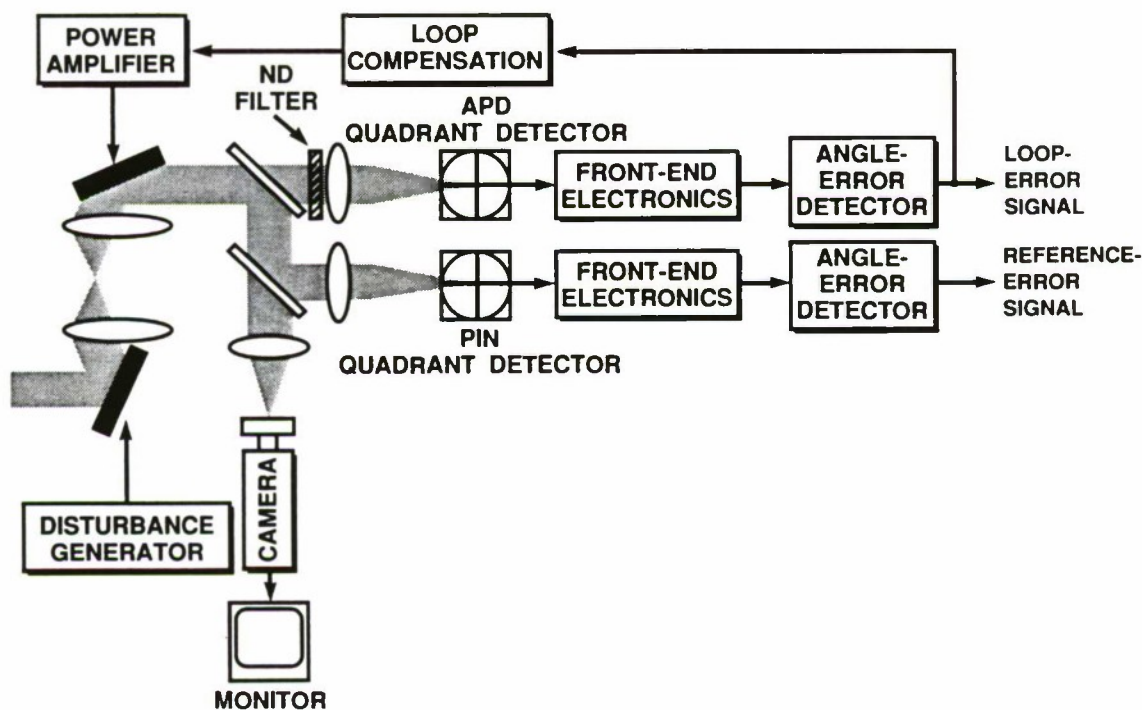 POWER
AMPLIFIER
LOOP
COMPENSATION
ND
FILTER
APD
QUADRANT DETECTOR
FRONT-END
ELECTRONICS
ANGLE-
ERROR
DETECTOR
LOOP-
ERROR
SIGNAL
FRONT-END
ELECTRONICS
ANGLE-
ERROR
DETECTOR
REFERENCE-
ERROR
SIGNAL
PIN
QUADRANT DETECTOR
DISTURBANCE
GENERATOR
CAMERA
MONITOR